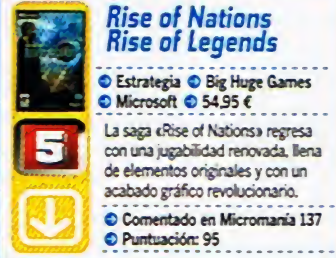 Rise of Nations
Rise of Legends
Estrategia Big Huge Games
Microsoft 54,95 €
5
La saga «Rise of Nations» regresa
con una jugabilidad renovada, llena
de elementos originales y con un
acabado gráfico revolucionario.
Comentado en Micromanía 137
Puntuación: 95